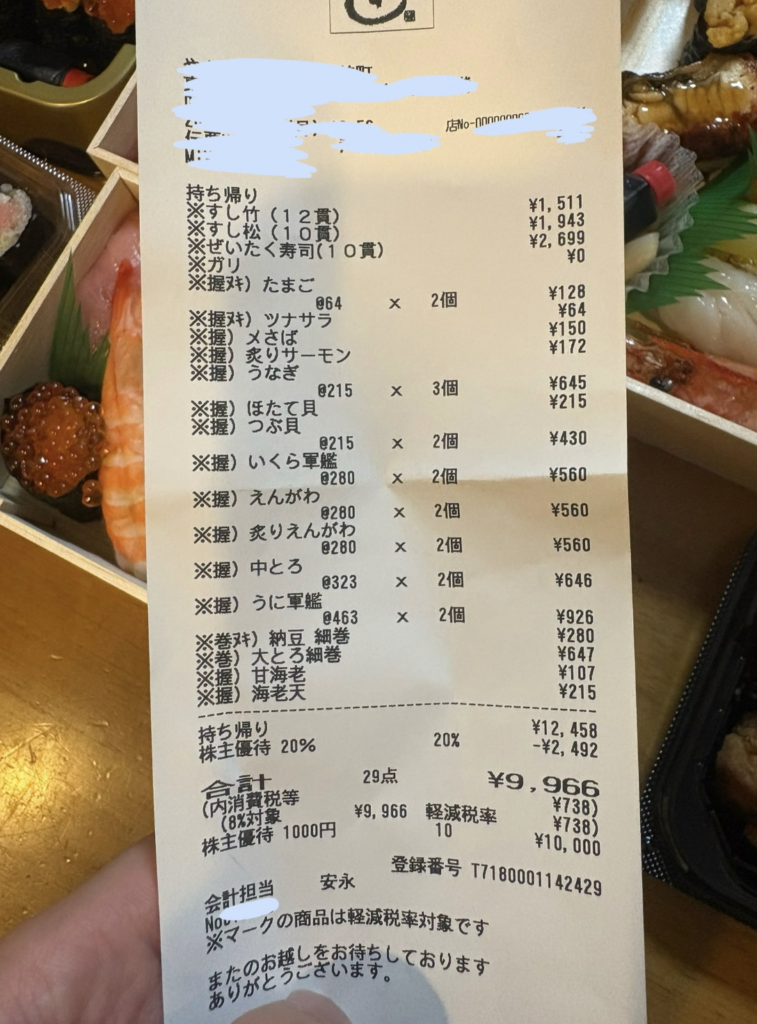 店No-
持ち帰り
※すし竹（１２貫） ¥1,511
※すし松（１０貫） ¥1,943
※ぜいたく寿司(１０貫) ¥2,699
※ガリ ¥0
※握ﾇｷ）たまご
@64 x 2個 ¥128
※握ﾇｷ）ツナサラ ¥64
※握）〆さば ¥150
※握）炙りサーモン ¥172
※握）うなぎ
@215 x 3個 ¥645
※握）ほたて貝 ¥215
※握）つぶ貝
@215 x 2個 ¥430
※握）いくら軍艦
@280 x 2個 ¥560
※握）えんがわ
@280 x 2個 ¥560
※握）炙りえんがわ
@280 x 2個 ¥560
※握）中とろ
@323 x 2個 ¥646
※握）うに軍艦
@463 x 2個 ¥926
※巻ﾇｷ）納豆 細巻 ¥280
※巻）大とろ細巻 ¥647
※握）甘海老 ¥107
※握）海老天 ¥215
持ち帰り ¥12,458
株主優待 20% 20% -¥2,492
合計 29点 ¥9,966
(内消費税等 ¥738)
(8%対象 ¥9,966 軽減税率 ¥738)
株主優待 1000円 10 ¥10,000
登録番号 T7180001142429
会計担当 安永
No
※マークの商品は軽減税率対象です
またのお越しをお待ちしております
ありがとうございます。